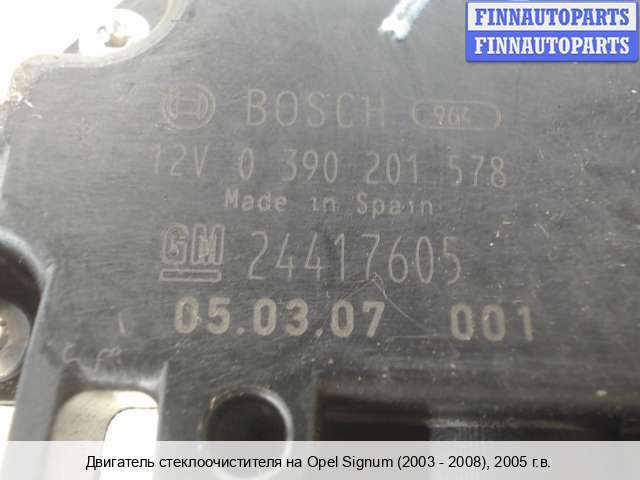 FINNAUTOPARTS
FINNAUTOPARTS
BOSCH 964
12V 0 390 201 578
Made in Spain
GM 24417605
05.03.07 001
Двигатель стеклоочистителя на Opel Signum (2003 - 2008), 2005 г.в.